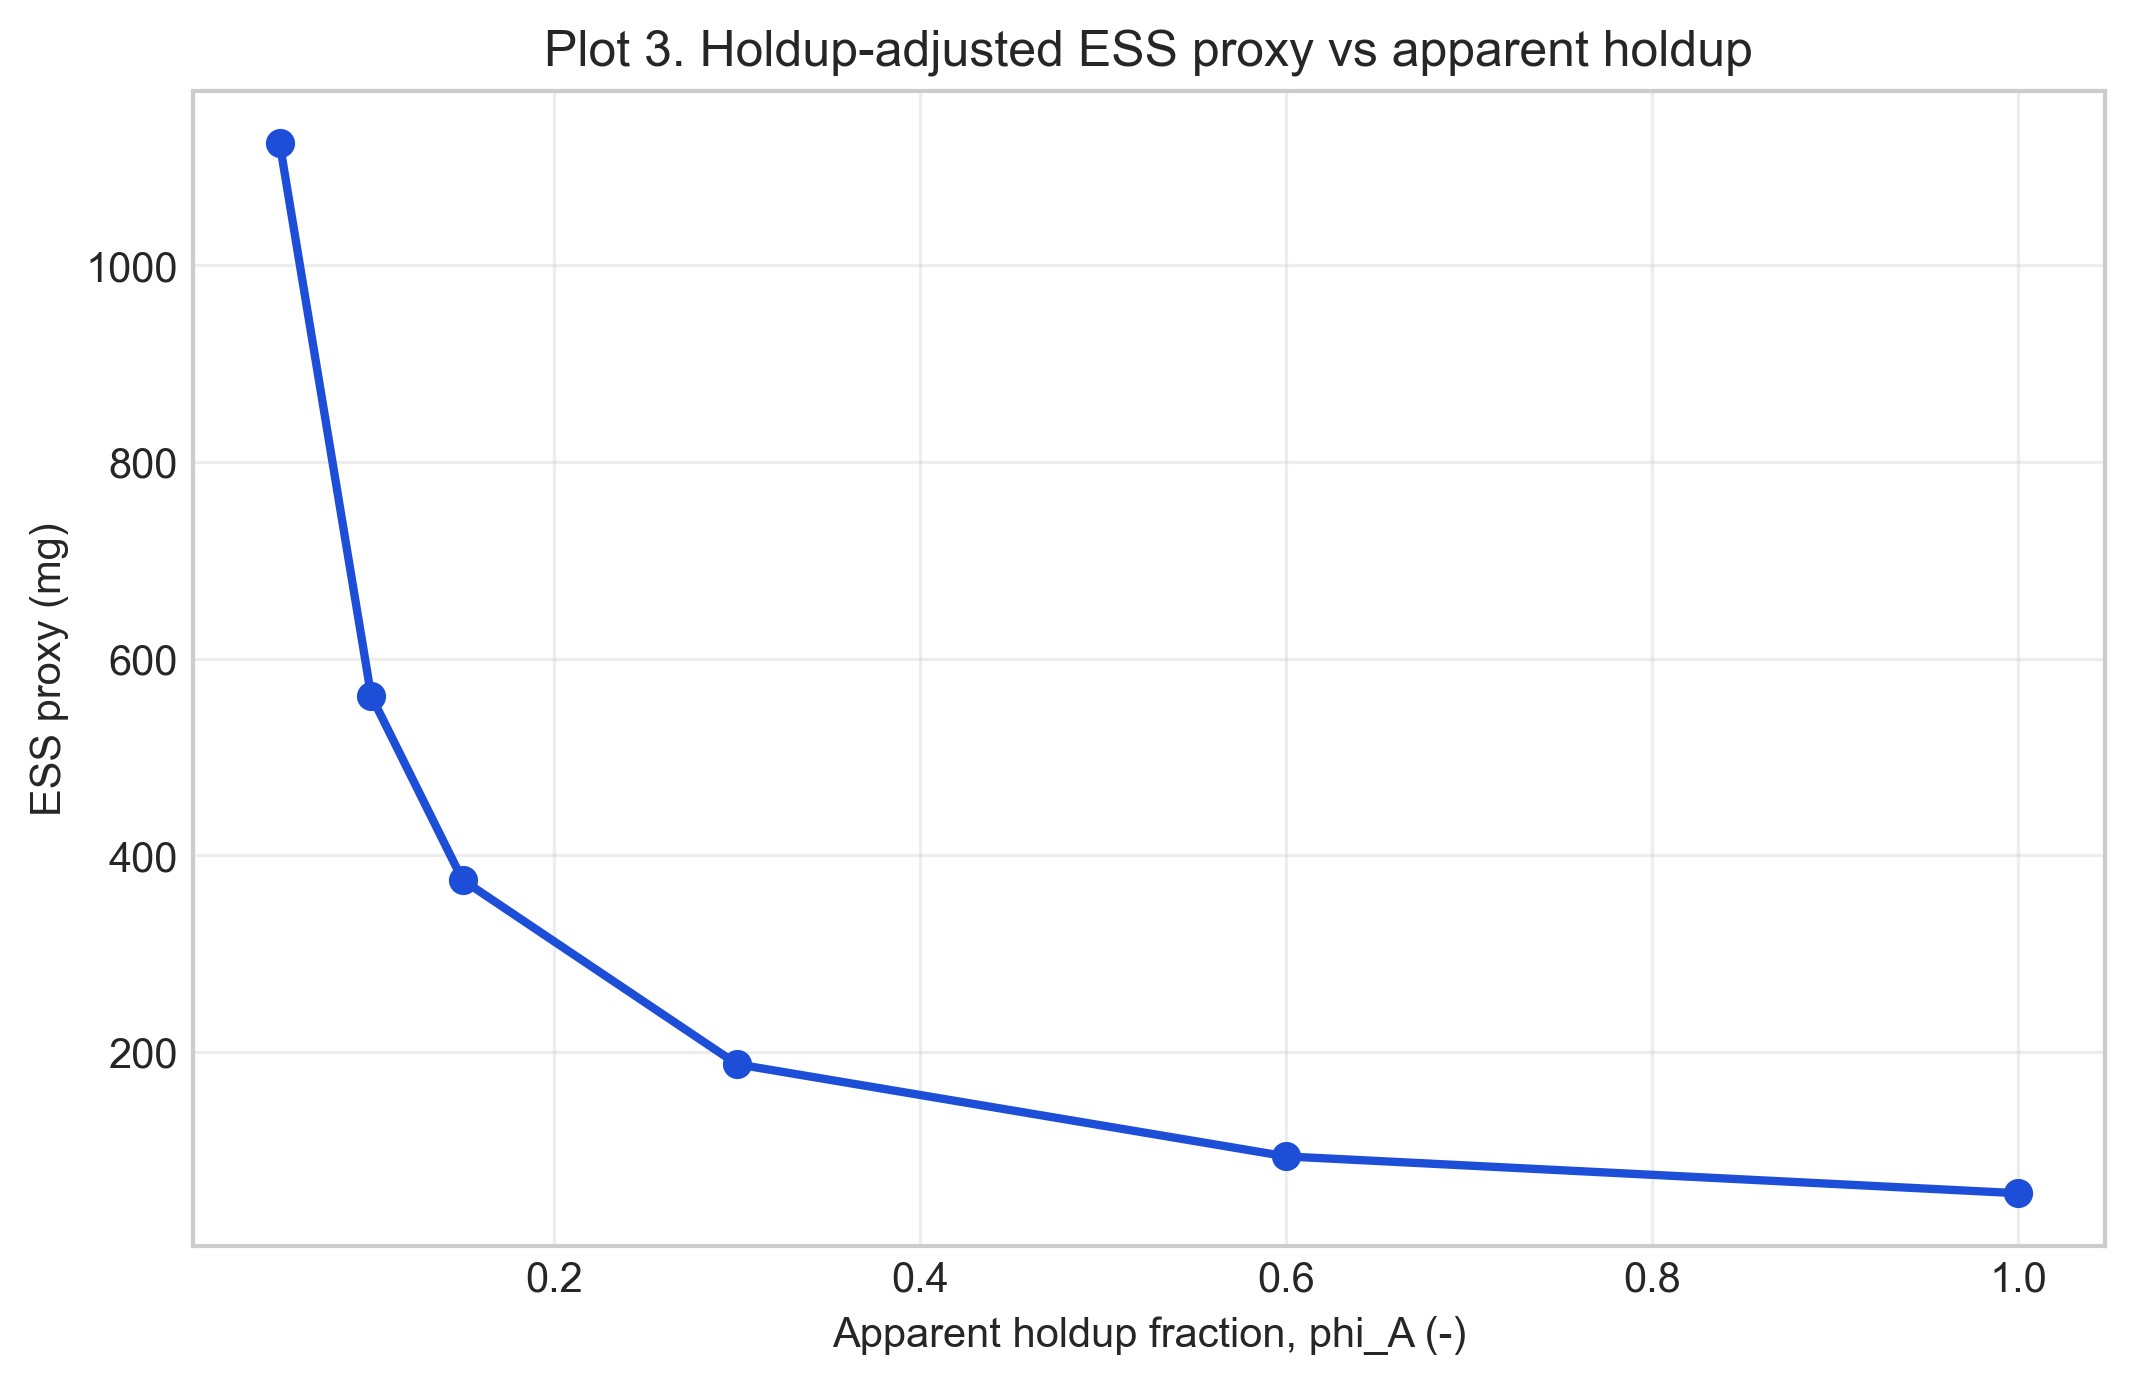 Plot 3. Holdup-adjusted ESS proxy vs apparent holdup
ESS proxy (mg)
1000
800
600
400
200
0.2 0.4 0.6 0.8 1.0
Apparent holdup fraction, phi_A (-)